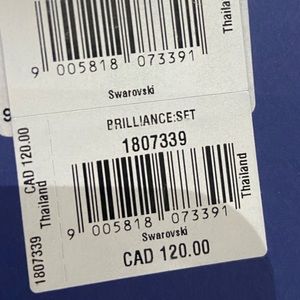 Thailand
9 005818 073391
Swarovski
9
BRILLIANCE:SET
1807339
CAD 120.00
1807339 Thailand
Thailand
9 005818 073391
Swarovski
CAD 120.00